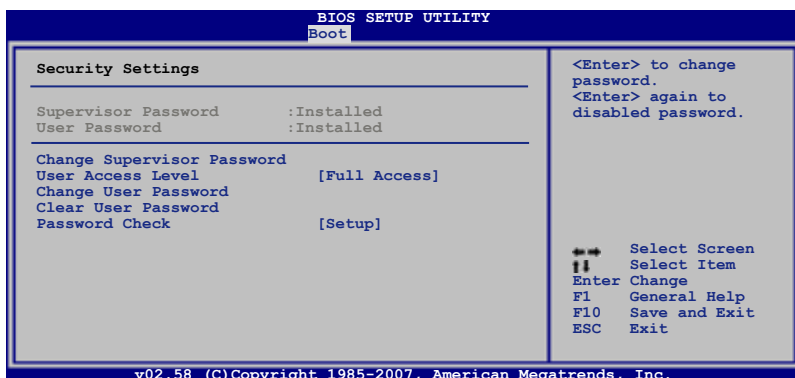 BIOS SETUP UTILITY
Boot
Security Settings
Supervisor Password :Installed
User Password :Installed
Change Supervisor Password
User Access Level [Full Access]
Change User Password
Clear User Password
Password Check [Setup]
<Enter> to change
password.
<Enter> again to
disabled password.
Select Screen
Select Item
Enter Change
F1 General Help
F10 Save and Exit
ESC Exit
v02.58 (C)Copyright 1985-2007, American Megatrends, Inc.